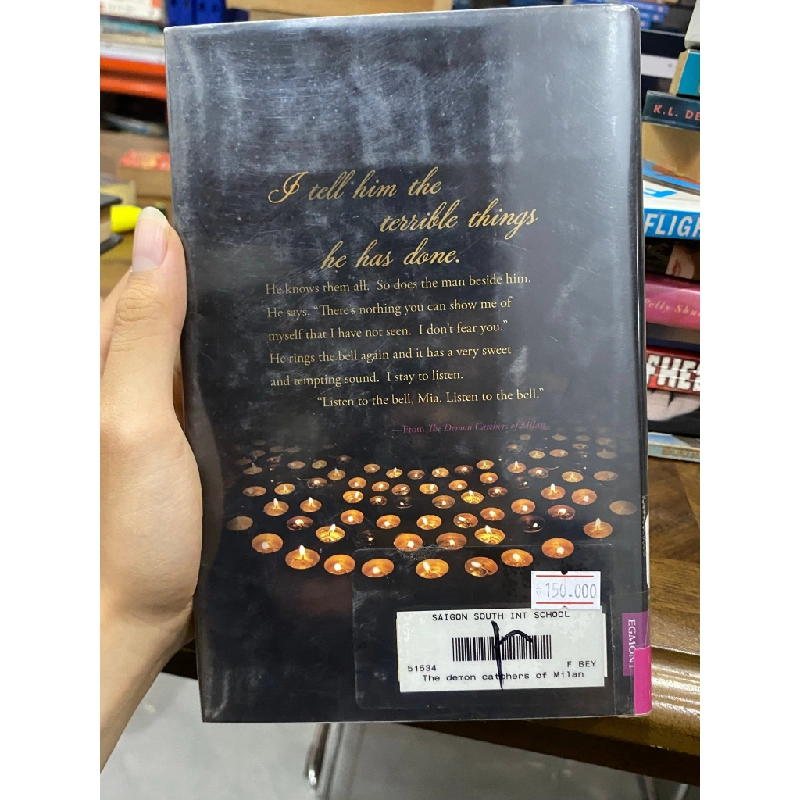 I tell him the
terrible things
he has done.
He knows them all. So does the man beside him.
He says, "There's nothing you can show me of
myself that I have not seen. I don't fear you."
He rings the bell again and it has a very sweet
and tempting sound. I stay to listen.
"Listen to the bell, Mia. Listen to the bell."
—From The Demon Catchers of Milan
150.000
SAIGON SOUTH INT SCHOOL
51534
F BEY
The demon catchers of Milan
EGMONT
K.L. DE
FLIGH